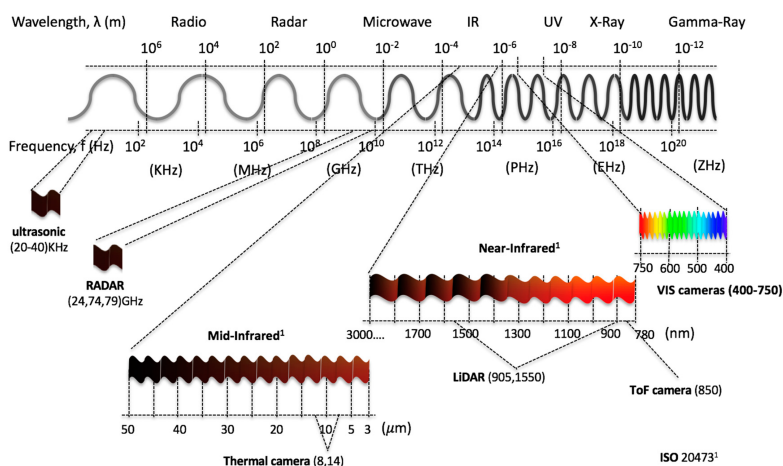 Wavelength, λ (m) Radio Radar Microwave IR UV X-Ray Gamma-Ray
10⁶ 10⁴ 10² 10⁰ 10⁻² 10⁻⁴ 10⁻⁶ 10⁻⁸ 10⁻¹⁰ 10⁻¹²
Frequency, f (Hz) 10² 10⁴ 10⁶ 10⁸ 10¹⁰ 10¹² 10¹⁴ 10¹⁶ 10¹⁸ 10²⁰
(KHz) (MHz) (GHz) (THz) (PHz) (EHz) (ZHz)
ultrasonic
(20-40)KHz
RADAR
(24,74,79)GHz
750 600 500 400
VIS cameras (400-750)
Near-Infrared¹
3000.... 1700 1500 1300 1100 900 780 (nm)
LiDAR (905,1550)
ToF camera (850)
Mid-Infrared¹
50 40 30 20 10 5 3 (μm)
Thermal camera (8,14)
ISO 20473¹